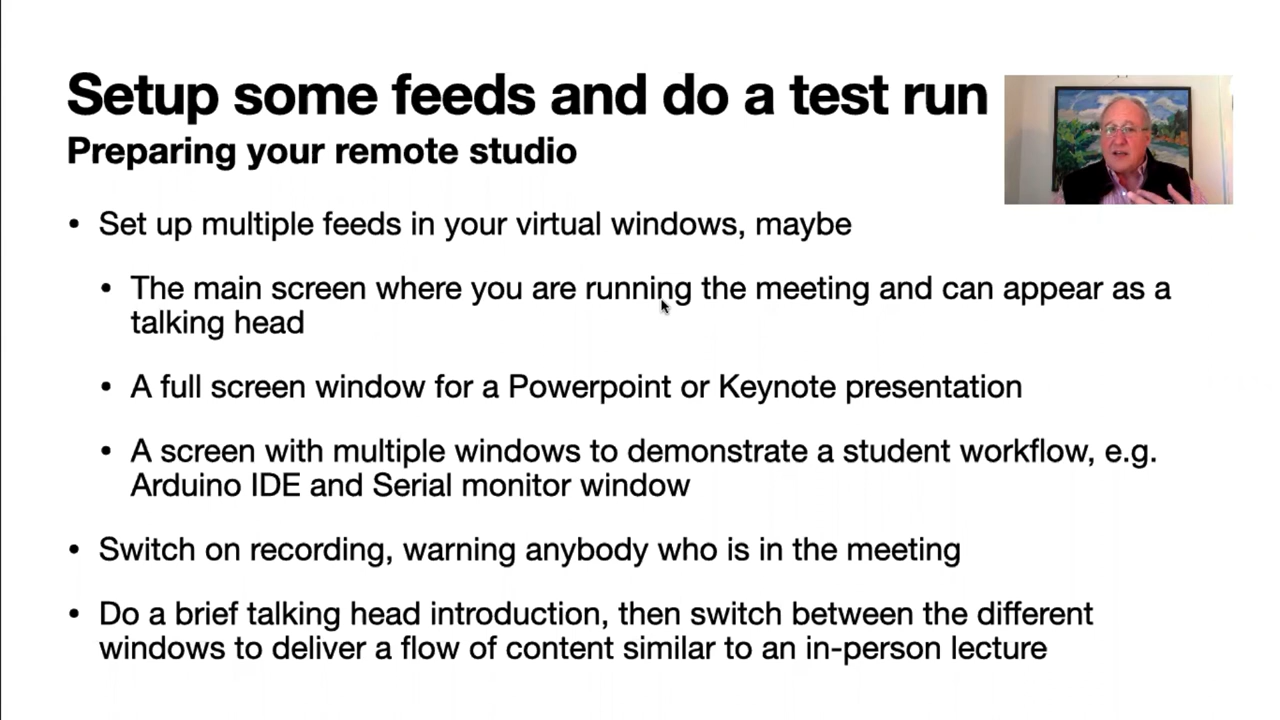 Setup some feeds and do a test run
Preparing your remote studio
• Set up multiple feeds in your virtual windows, maybe
• The main screen where you are running the meeting and can appear as a
talking head
• A full screen window for a Powerpoint or Keynote presentation
• A screen with multiple windows to demonstrate a student workflow, e.g.
Arduino IDE and Serial monitor window
• Switch on recording, warning anybody who is in the meeting
• Do a brief talking head introduction, then switch between the different
windows to deliver a flow of content similar to an in-person lecture